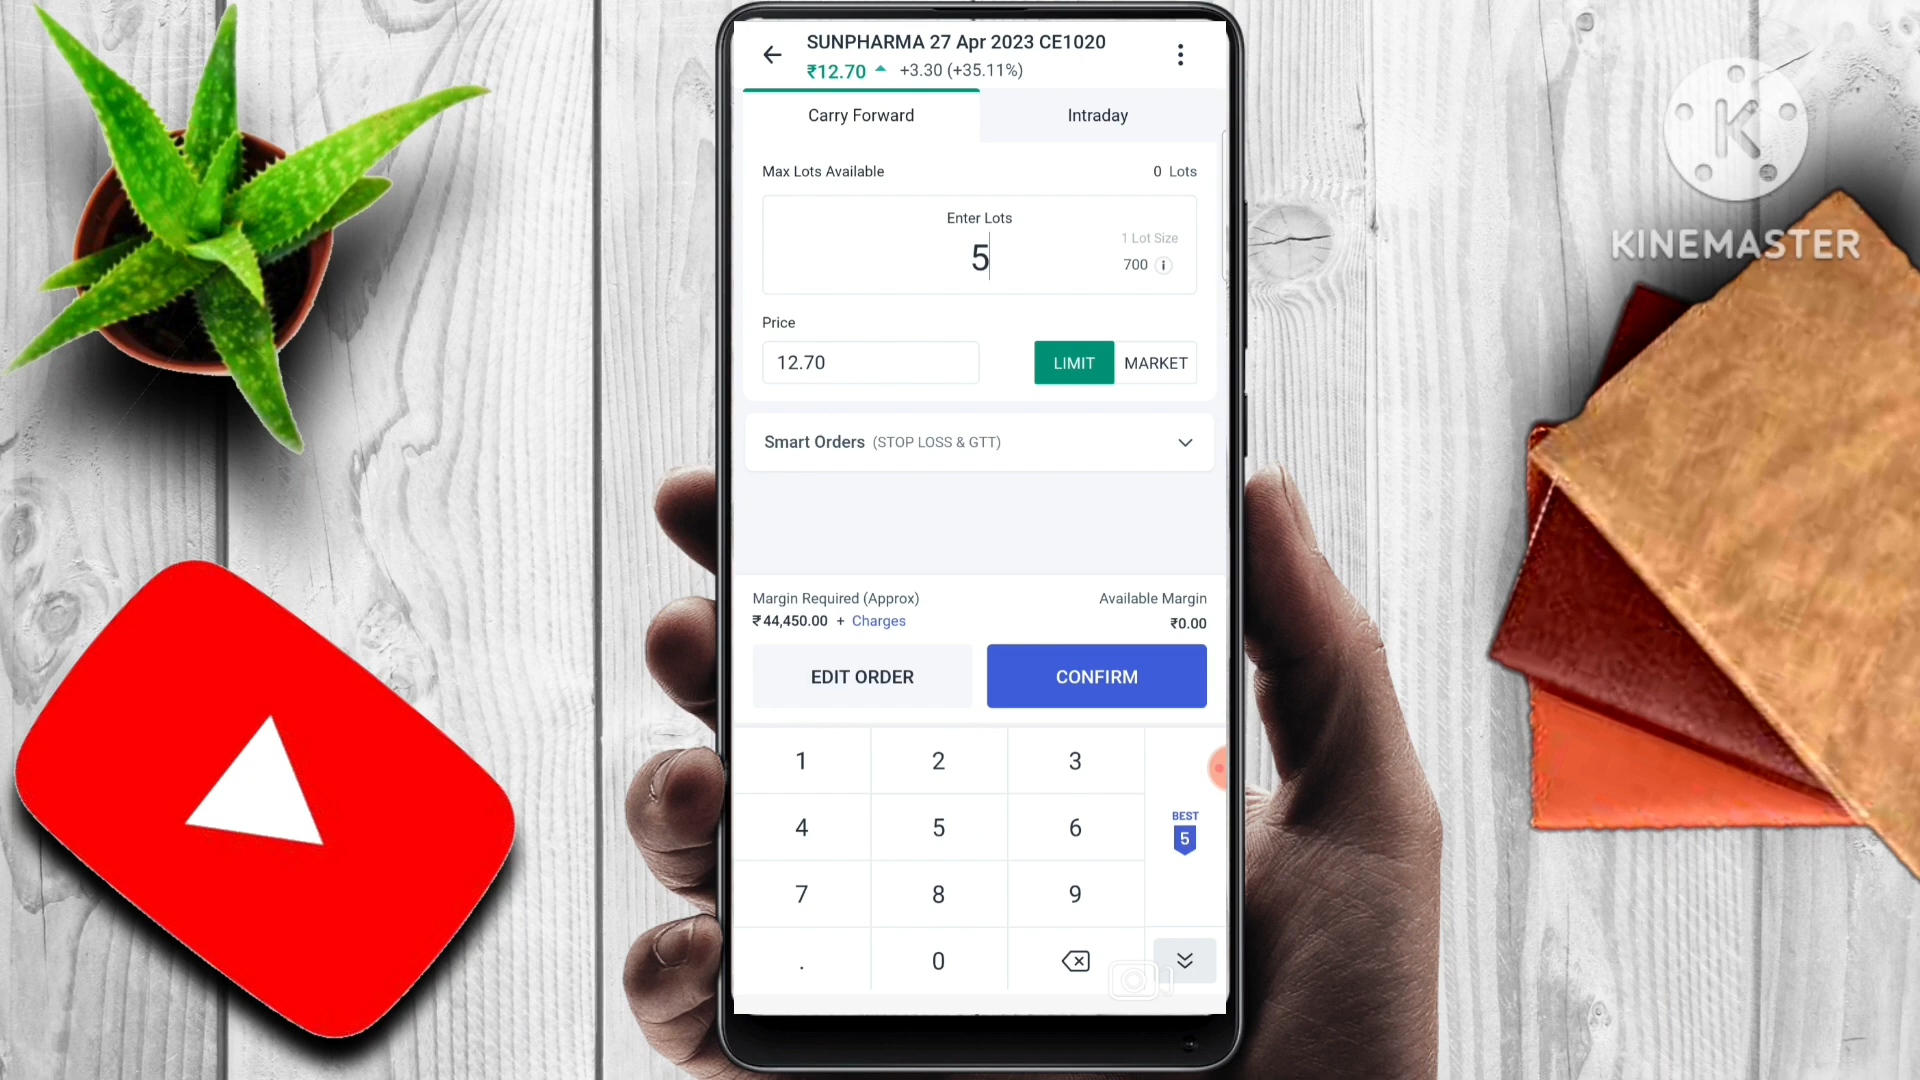 SUNPHARMA 27 Apr 2023 CE1020
₹12.70 +3.30 (+35.11%)
Carry Forward
Intraday
Max Lots Available
0 Lots
Enter Lots
5
1 Lot Size
700
Price
12.70
LIMIT
MARKET
Smart Orders (STOP LOSS & GTT)
Margin Required (Approx)
₹44,450.00 + Charges
Available Margin
₹0.00
EDIT ORDER
CONFIRM
1 2 3
4 5 6
BEST
5
7 8 9
. 0
K
KINEMASTER